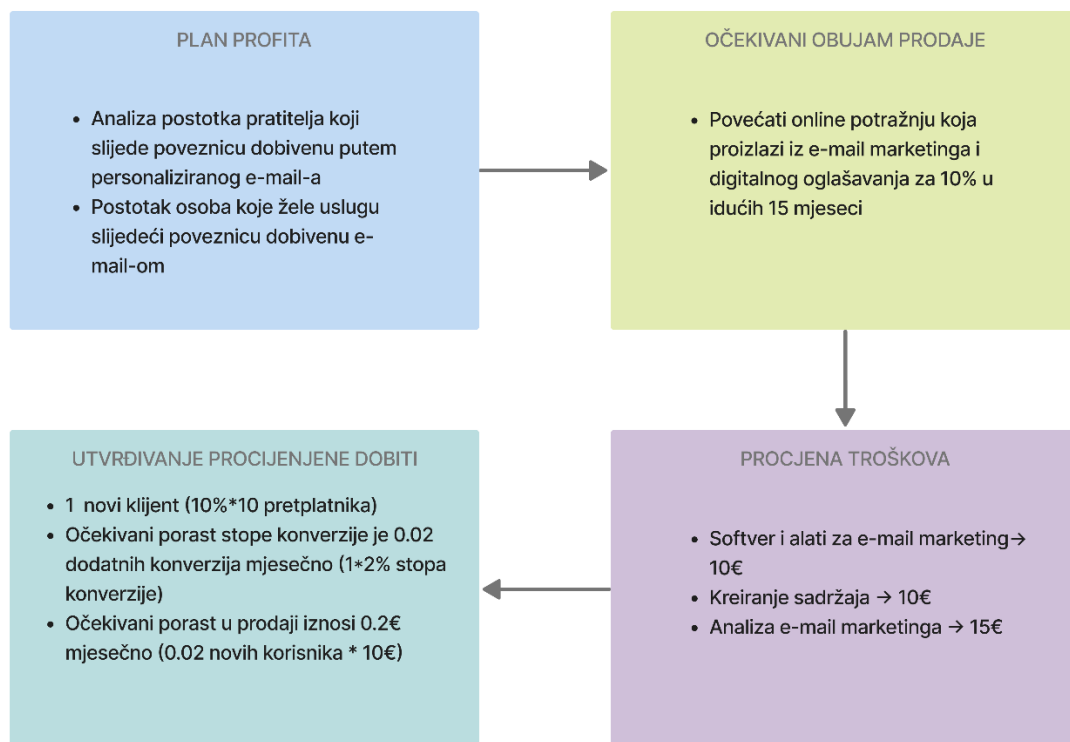 PLAN PROFITA
• Analiza postotka pratitelja koji
slijede poveznicu dobivenu putem
personaliziranog e-mail-a
• Postotak osoba koje žele uslugu
slijedeći poveznicu dobivenu e-
mail-om
OČEKIVANI OBUJAM PRODAJE
• Povećati online potražnju koja
proizlazi iz e-mail marketinga i
digitalnog oglašavanja za 10% u
idućih 15 mjeseci
PROCJENA TROŠKOVA
• Softver i alati za e-mail marketing→
10€
• Kreiranje sadržaja → 10€
• Analiza e-mail marketinga → 15€
UTVRĐIVANJE PROCIJENJENE DOBITI
• 1 novi klijent (10%*10 pretplatnika)
• Očekivani porast stope konverzije je 0.02
dodatnih konverzija mjesečno (1*2% stopa
konverzije)
• Očekivani porast u prodaji iznosi 0.2€
mjesečno (0.02 novih korisnika * 10€)